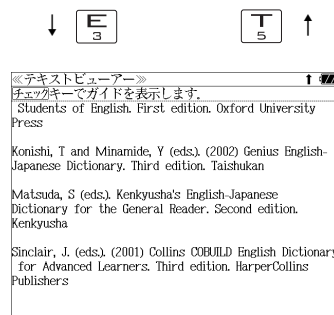 ↓ E 3 T 5 ↑
≪テキストビューアー≫
チェックキーでガイドを表示します。
Students of English. First edition. Oxford University
Press
Konishi, T and Minamide, Y (eds.). (2002) Genius English-
Japanese Dictionary. Third edition. Taishukan
Matsuda, S (eds.). Kenkyusha's English-Japanese
Dictionary for the General Reader. Second edition.
Kenkyusha
Sinclair, J. (eds.). (2001) Collins COBUILD English Dictionary
for Advanced Learners. Third edition. HarperCollins
Publishers